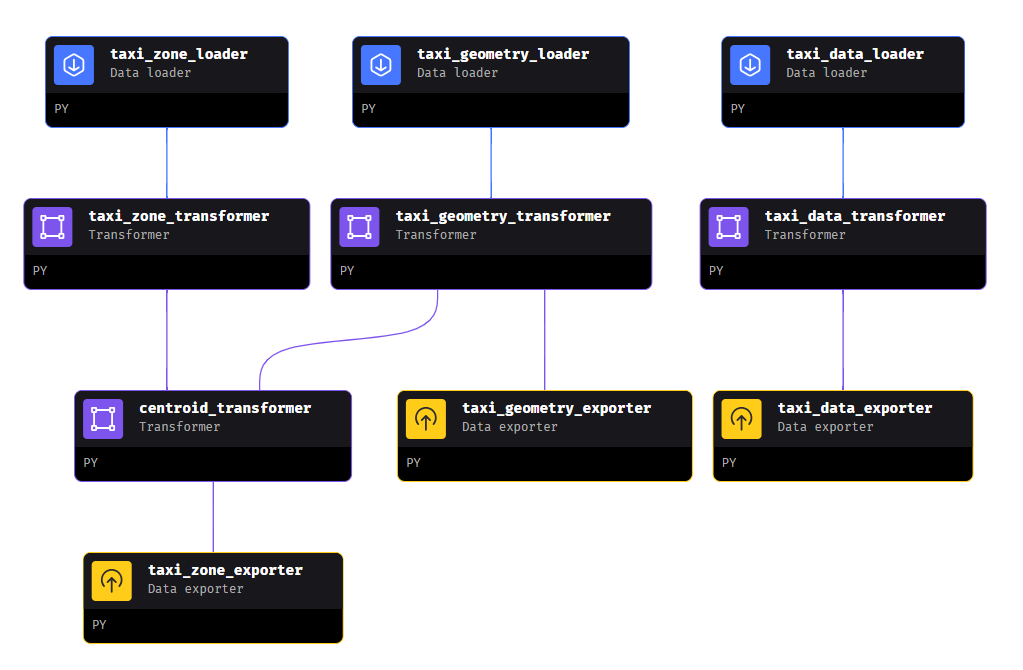 taxi_zone_loader
Data loader
PY
taxi_geometry_loader
Data loader
PY
taxi_data_loader
Data loader
PY
taxi_zone_transformer
Transformer
PY
taxi_geometry_transformer
Transformer
PY
taxi_data_transformer
Transformer
PY
centroid_transformer
Transformer
PY
taxi_geometry_exporter
Data exporter
PY
taxi_data_exporter
Data exporter
PY
taxi_zone_exporter
Data exporter
PY